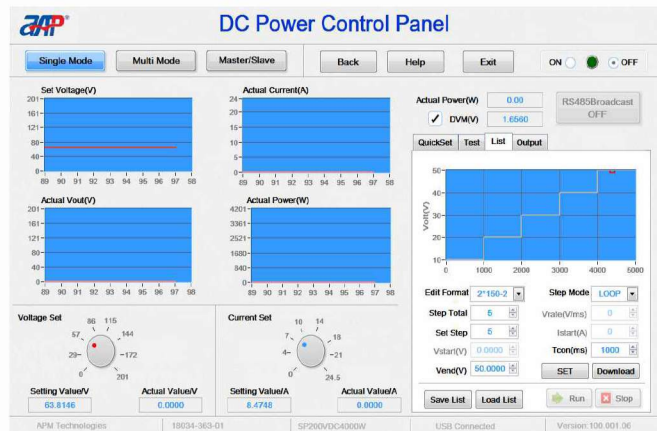 AAP DC Power Control Panel
Single Mode Multi Mode Master/Slave Back Help Exit ON OFF
Set Voltage(V) Actual Current(A)
201 161 121 80 40 0
89 90 91 92 93 94 95 96 97 98
24 20 15 10 5 0
89 90 91 92 93 94 95 96 97 98
Actual Power(W) 0.00 RS485Broadcast
DVM(V) 1.6560 OFF
QuickSet Test List Output
Actual Vout(V) Actual Power(W)
201 161 121 80 40 0
89 90 91 92 93 94 95 96 97 98
4201 3361 2521 1680 840 0
89 90 91 92 93 94 95 96 97 98
Volt(V)
50 40 30 20 10
0 1000 2000 3000 4000 5000
Edit Format 2*150-2 Step Mode LOOP
Step Total 5 Vrate(V/ms) 0
Set Step 5 Istart(A) 0
Vstart(V) 0.0000 Tcon(ms) 1000
Vend(V) 50.0000 SET Download
Save List Load List Run Stop
Voltage Set
0 29 57 86 115 144 172 201
Setting Value/V Actual Value/V
63.8146 0.0000
Current Set
0 4 7 10 14 18 21 24.5
Setting Value/A Actual Value/A
8.4748 0.0000
APM Technologies 18034-363-01 SP200VDC4000W USB Connected Version 100.001.06